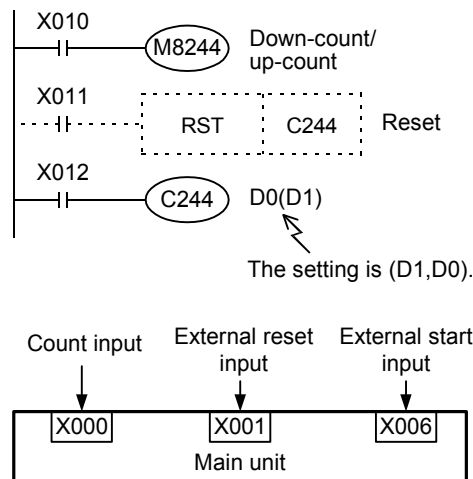 X010
M8244 Down-count/
up-count
X011
RST C244 Reset
X012
C244 D0(D1)
The setting is (D1,D0).
Count input External reset input External start input
X000 X001 X006
Main unit